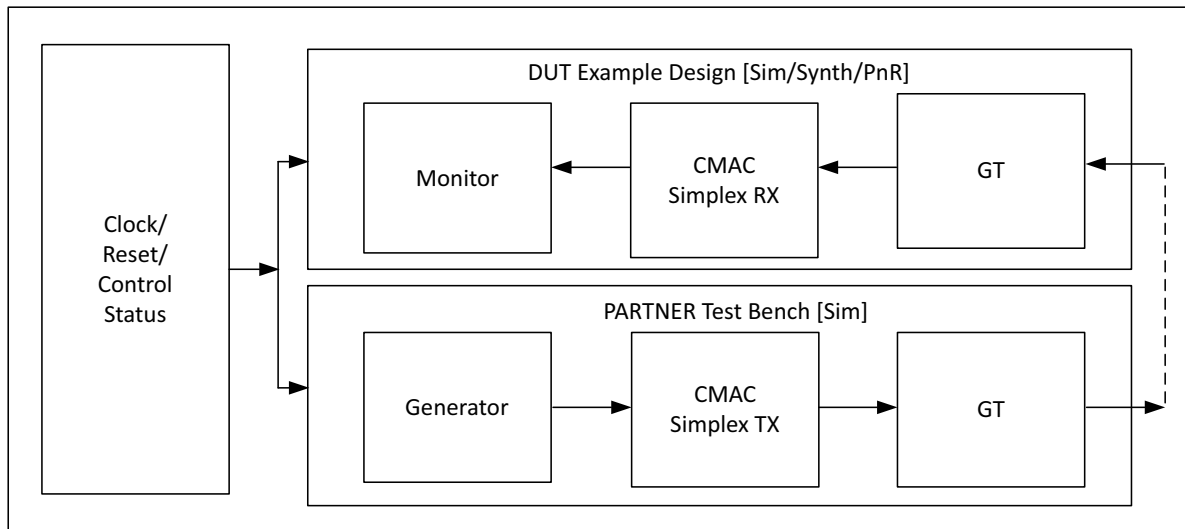 DUT Example Design [Sim/Synth/PnR]
Monitor
CMAC
Simplex RX
GT
Clock/
Reset/
Control
Status
PARTNER Test Bench [Sim]
Generator
CMAC
Simplex TX
GT